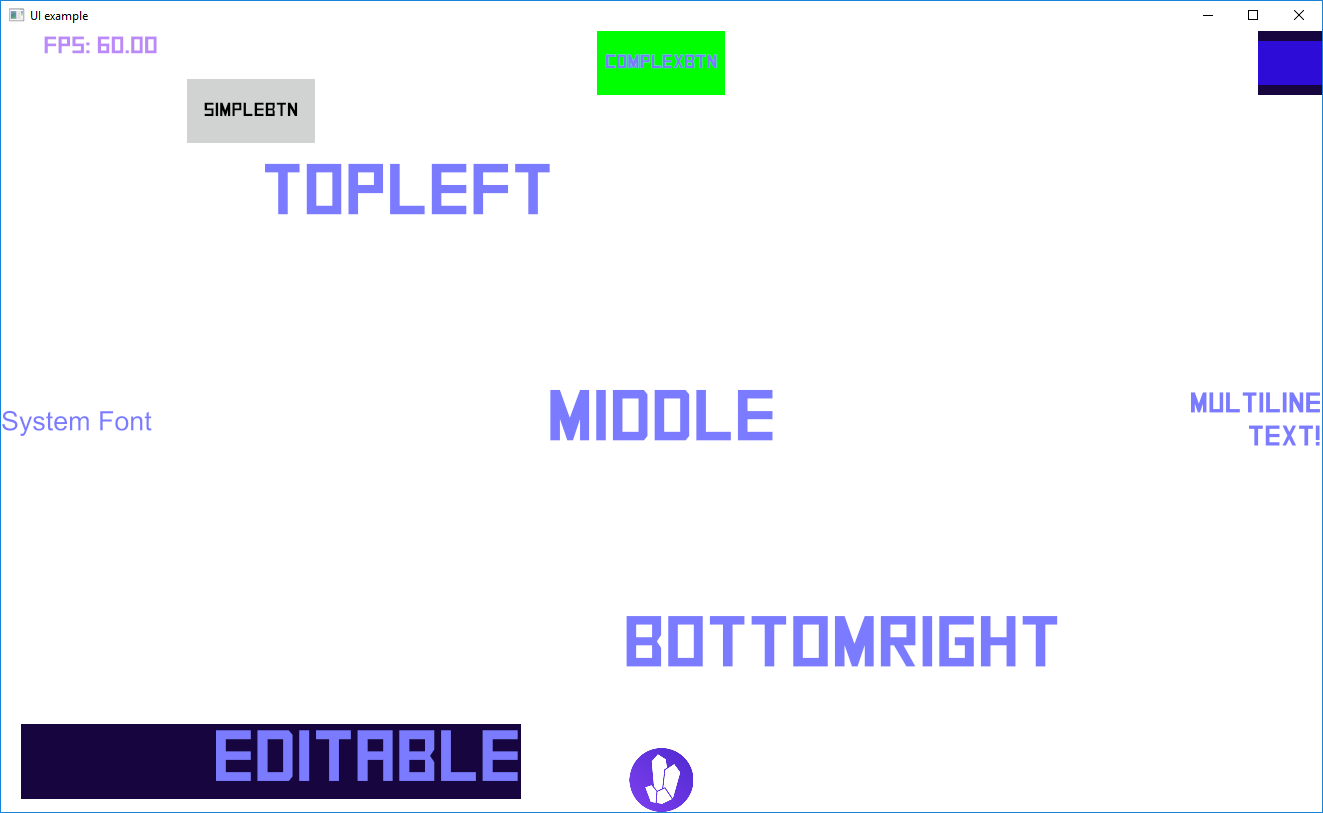 UI example
FPS: 60.00
COMPLEXBTN
SIMPLEBTN
TOPLEFT
MIDDLE
System Font
MULTILINE
TEXT!
BOTTOMRIGHT
EDITABLE